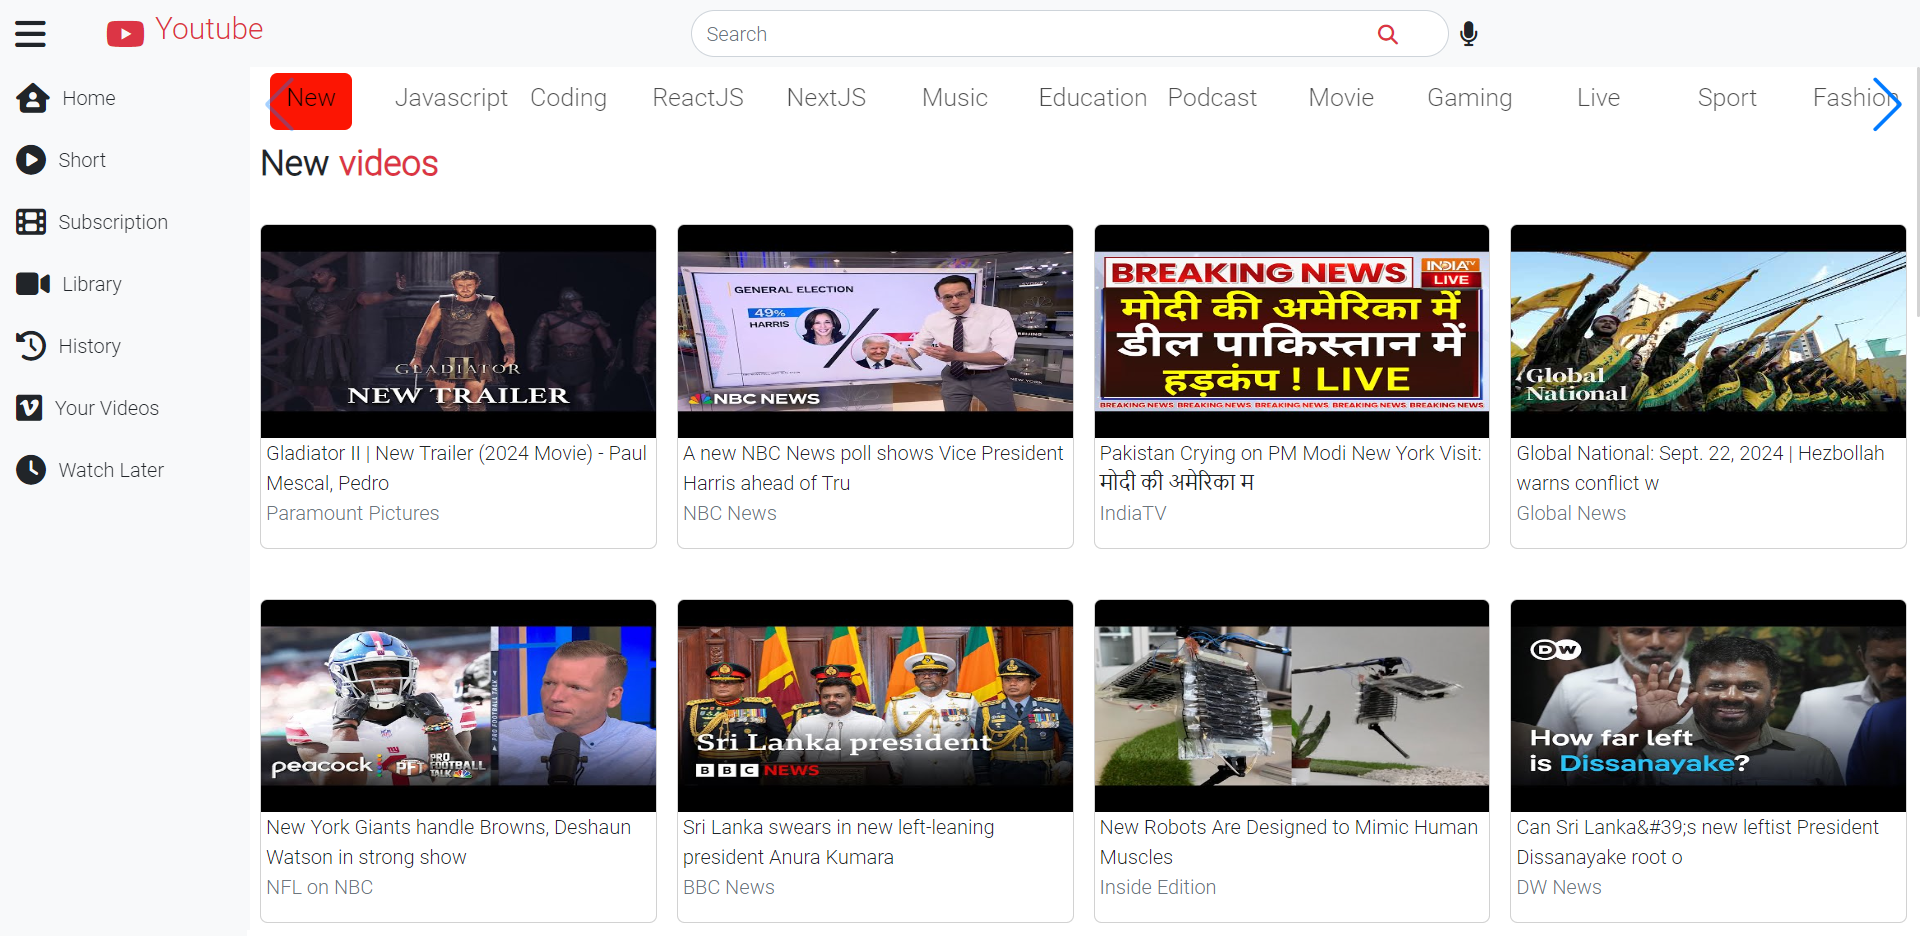 Youtube
Search
Home
Short
Subscription
Library
History
Your Videos
Watch Later
New
Javascript
Coding
ReactJS
NextJS
Music
Education
Podcast
Movie
Gaming
Live
Sport
Fashion
New videos
GLADIATOR
II
NEW TRAILER
Gladiator II | New Trailer (2024 Movie) - Paul
Mescal, Pedro
Paramount Pictures
GENERAL ELECTION
49%
HARRIS
NBC NEWS
A new NBC News poll shows Vice President
Harris ahead of Tru
NBC News
BREAKING NEWS
INDIA TV
LIVE
मोदी की अमेरिका में
डील पाकिस्तान में
हड़कंप ! LIVE
BREAKING NEWS BREAKING NEWS BREAKING NEWS BREAKING NEWS BREAKING NEWS
Pakistan Crying on PM Modi New York Visit:
मोदी की अमेरिका म
IndiaTV
Global
National
Global National: Sept. 22, 2024 | Hezbollah
warns conflict w
Global News
peacock
PFT
PRO
FOOTBALL
TALK
New York Giants handle Browns, Deshaun
Watson in strong show
NFL on NBC
Sri Lanka president
BBC NEWS
Sri Lanka swears in new left-leaning
president Anura Kumara
BBC News
New Robots Are Designed to Mimic Human
Muscles
Inside Edition
DW
How far left
is Dissanayake?
Can Sri Lanka&#39;s new leftist President
Dissanayake root o
DW News